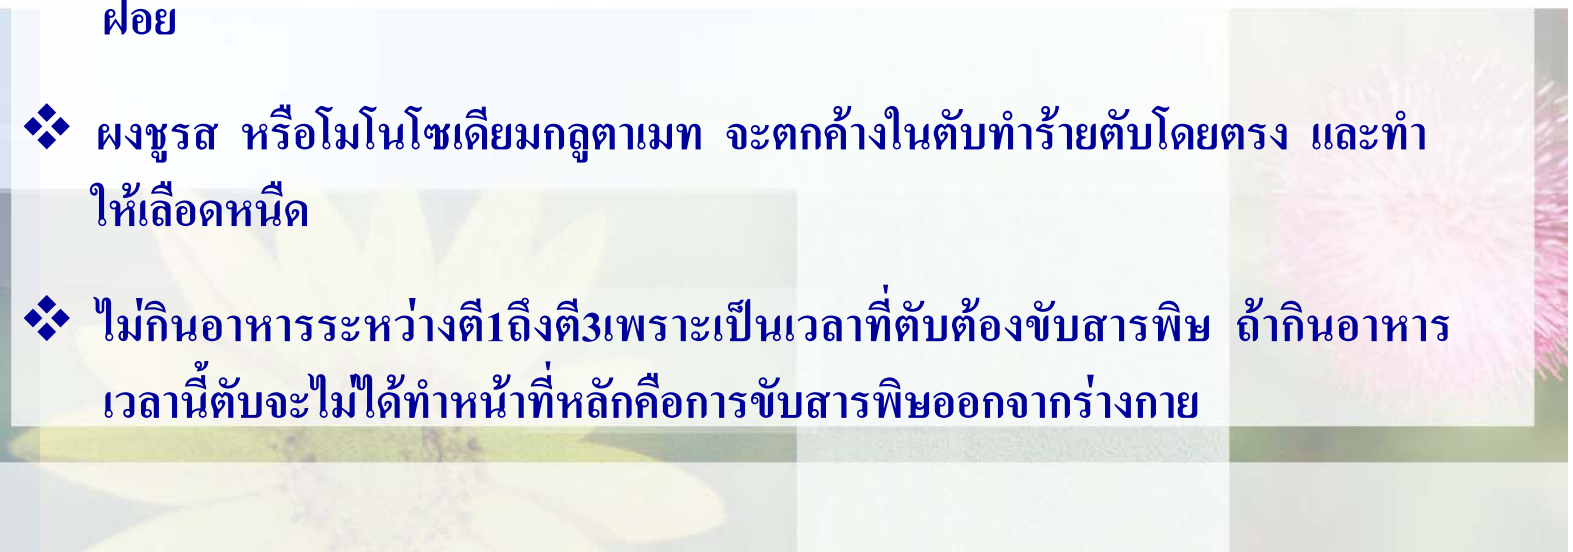 ฝอย
❖ ผงชูรส หรือโมโนโซเดียมกลูตาเมท จะตกค้างในตับทำร้ายตับโดยตรง และทำ
ให้เลือดหนืด
❖ ไม่กินอาหารระหว่างตี1ถึงตี3เพราะเป็นเวลาที่ตับต้องขับสารพิษ ถ้ากินอาหาร
เวลานี้ตับจะไม่ได้ทำหน้าที่หลักคือการขับสารพิษออกจากร่างกาย